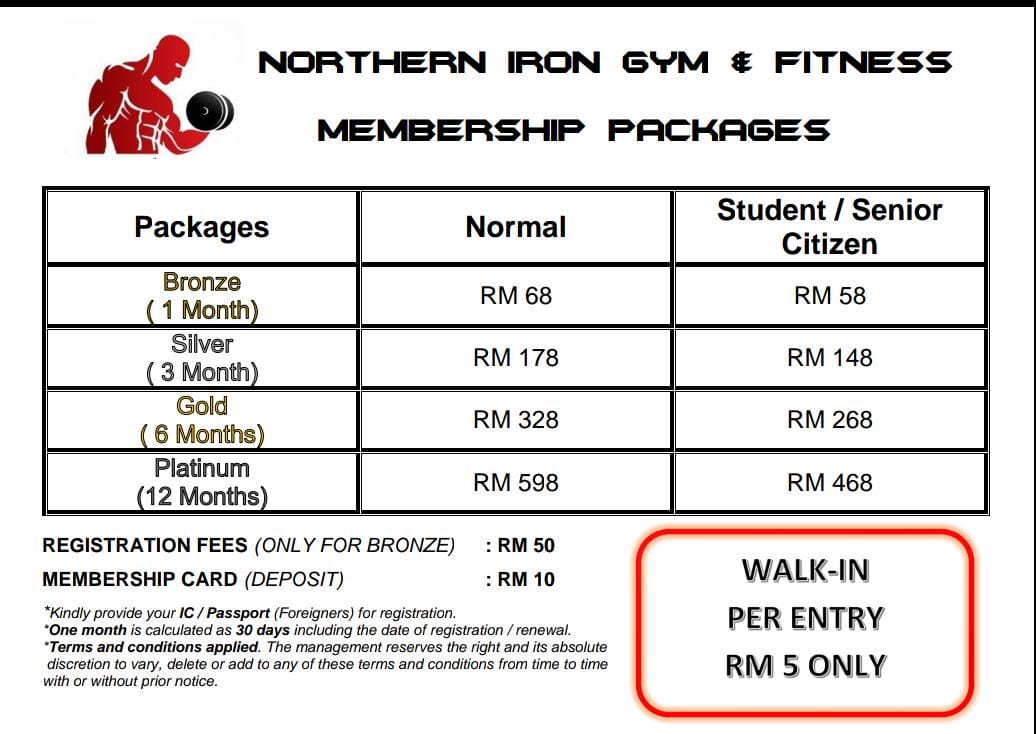 NORTHERN IRON GYM & FITNESS
MEMBERSHIP PACKAGES
Packages
Normal
Student / Senior
Citizen
Bronze
( 1 Month)
RM 68
RM 58
Silver
( 3 Month)
RM 178
RM 148
Gold
( 6 Months)
RM 328
RM 268
Platinum
(12 Months)
RM 598
RM 468
REGISTRATION FEES (ONLY FOR BRONZE) : RM 50
MEMBERSHIP CARD (DEPOSIT) : RM 10
*Kindly provide your IC / Passport (Foreigners) for registration.
*One month is calculated as 30 days including the date of registration / renewal.
*Terms and conditions applied. The management reserves the right and its absolute
discretion to vary, delete or add to any of these terms and conditions from time to time
with or without prior notice.
WALK-IN
PER ENTRY
RM 5 ONLY